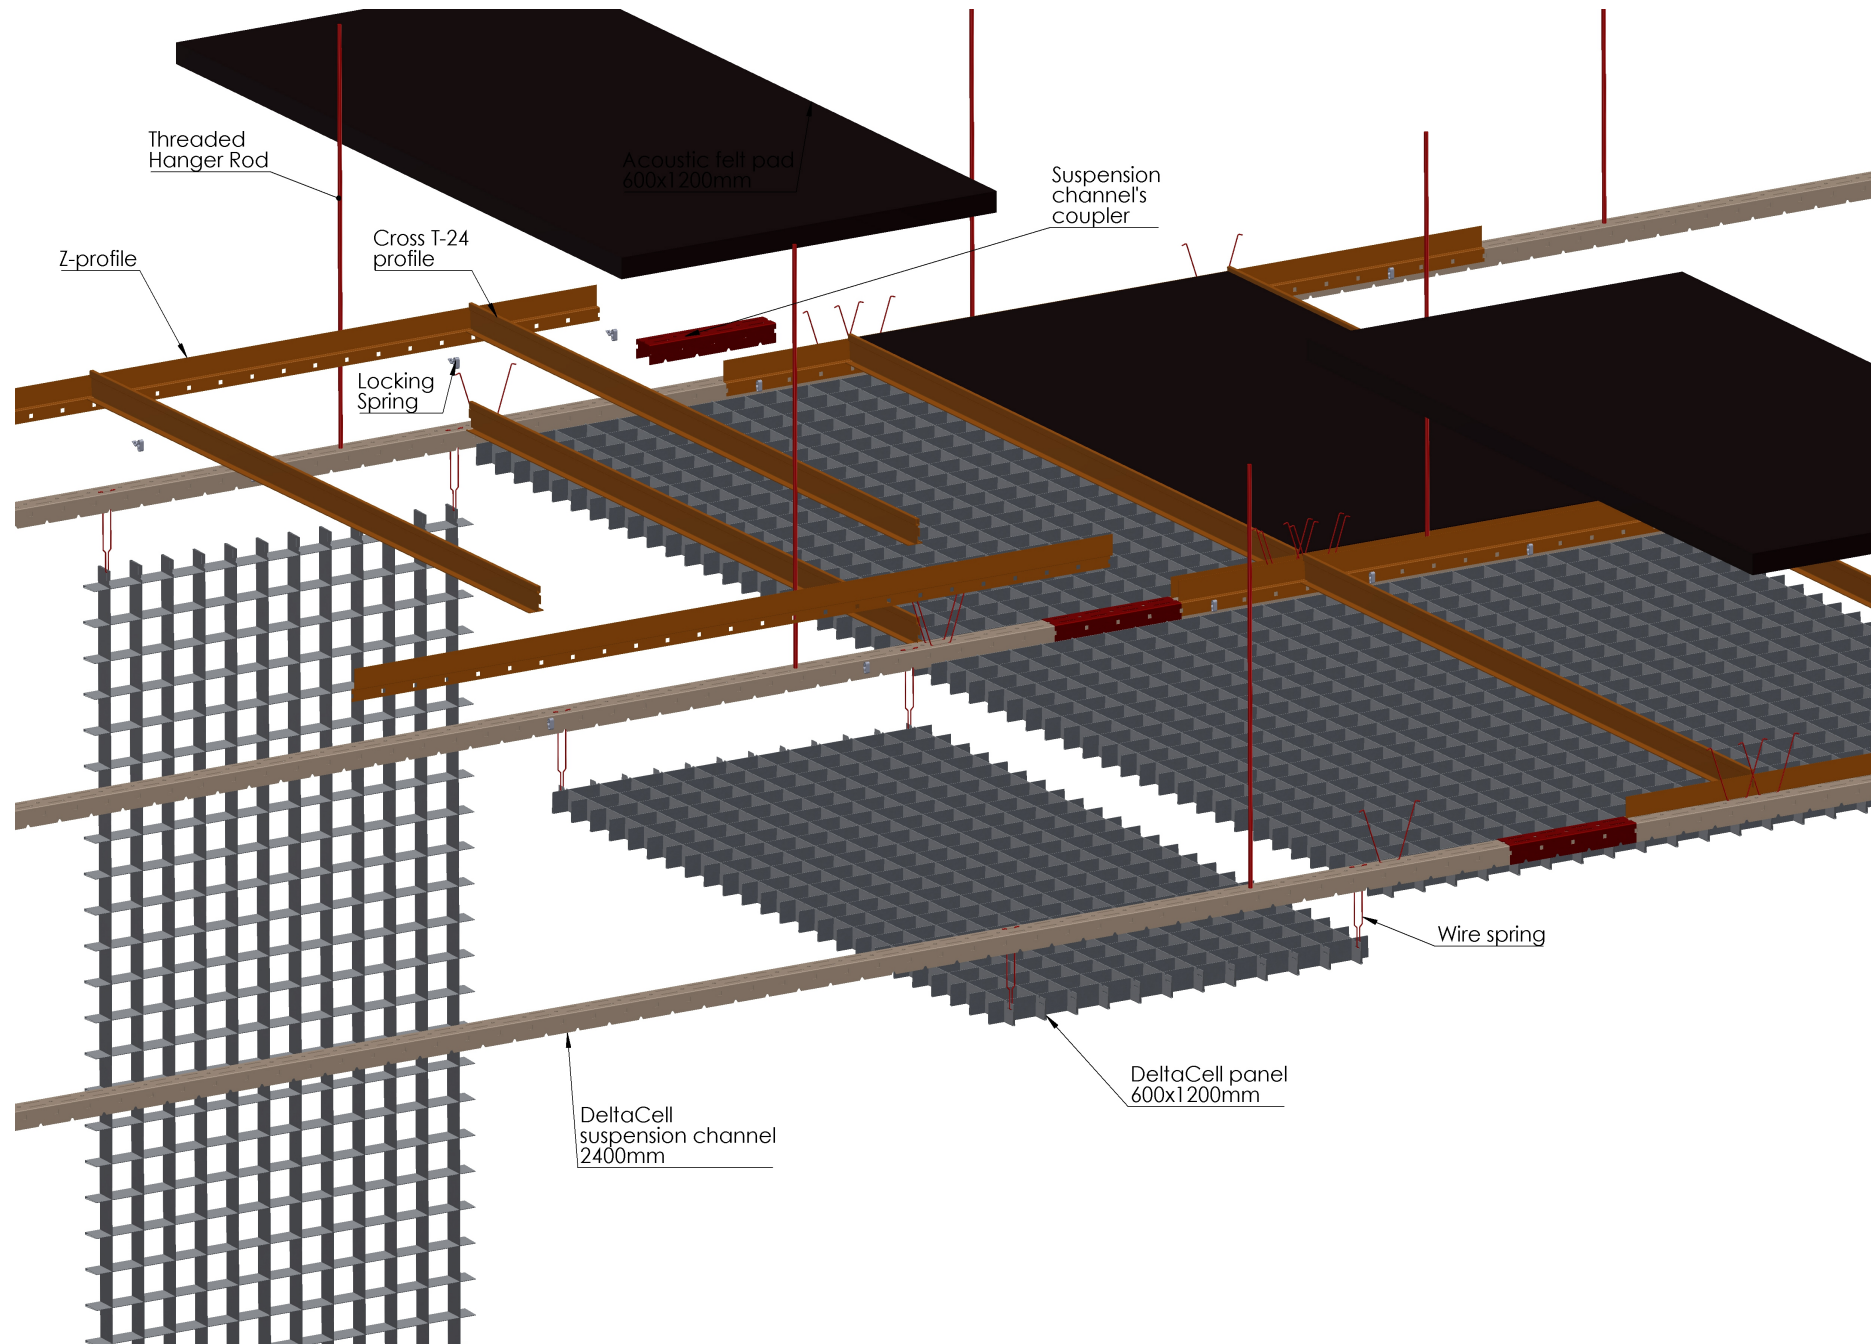 Threaded
Hanger Rod
Acoustic felt pad
600x1200mm
Suspension
channel's
coupler
Cross T-24
profile
Z-profile
Locking
Spring
Wire spring
DeltaCell panel
600x1200mm
DeltaCell
suspension channel
2400mm